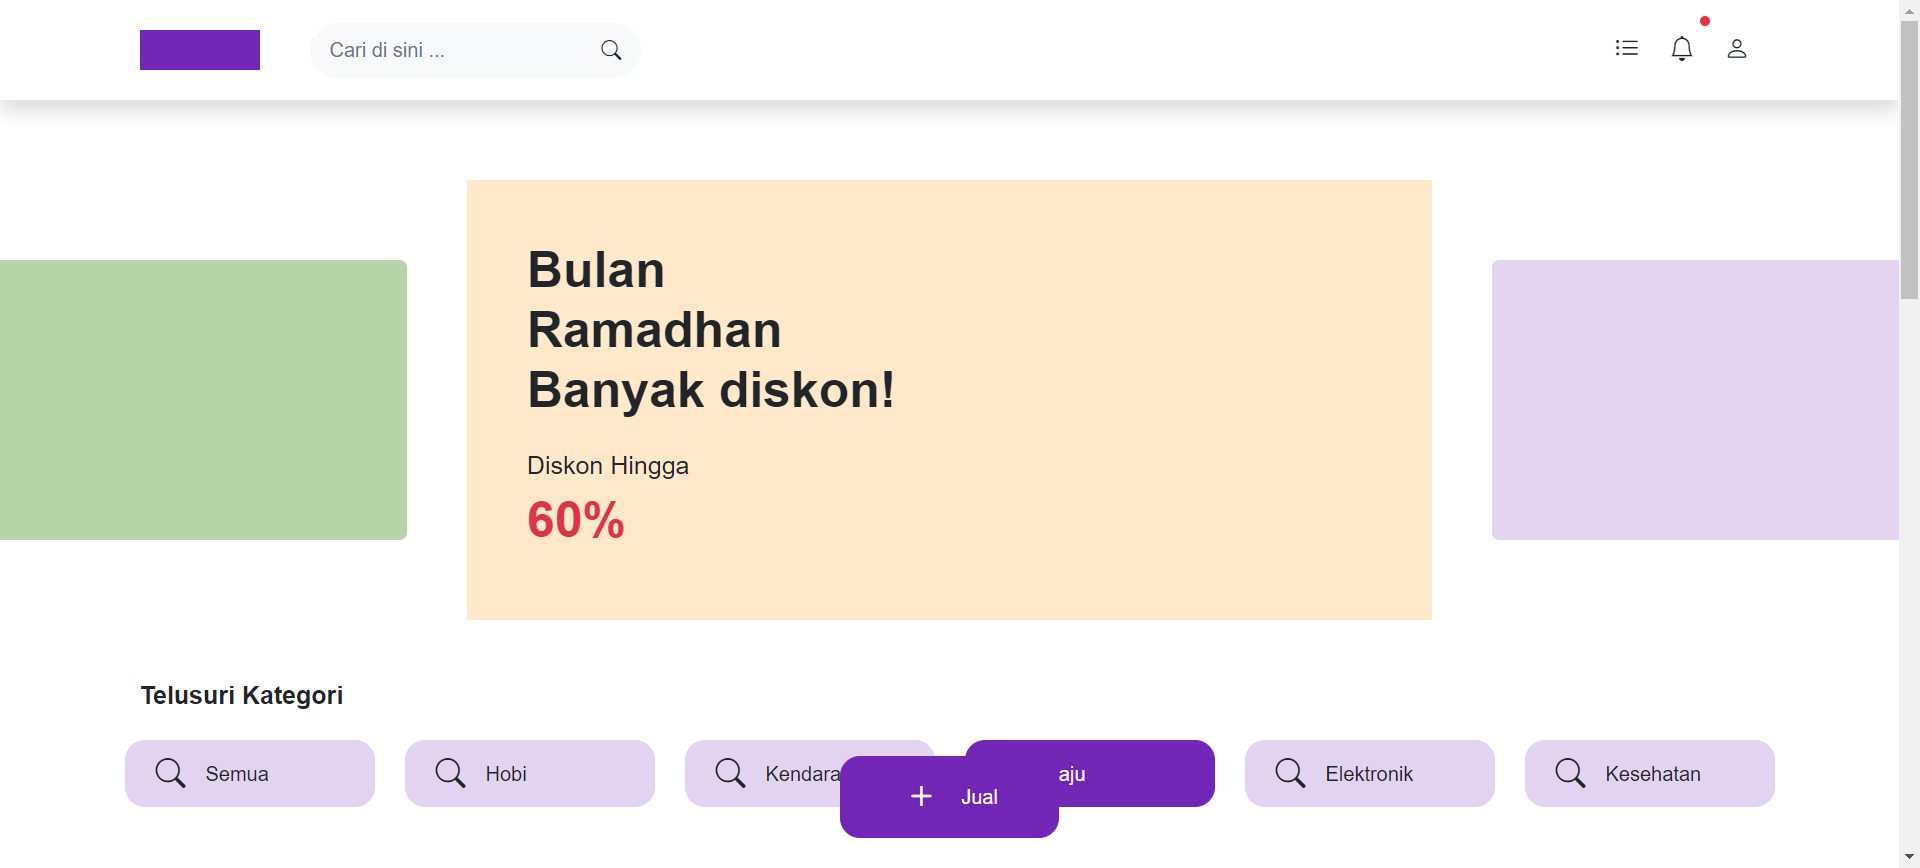 Cari di sini ...
Bulan
Ramadhan
Banyak diskon!
Diskon Hingga
60%
Telusuri Kategori
Semua
Hobi
Kendara
aju
Elektronik
Kesehatan
Jual